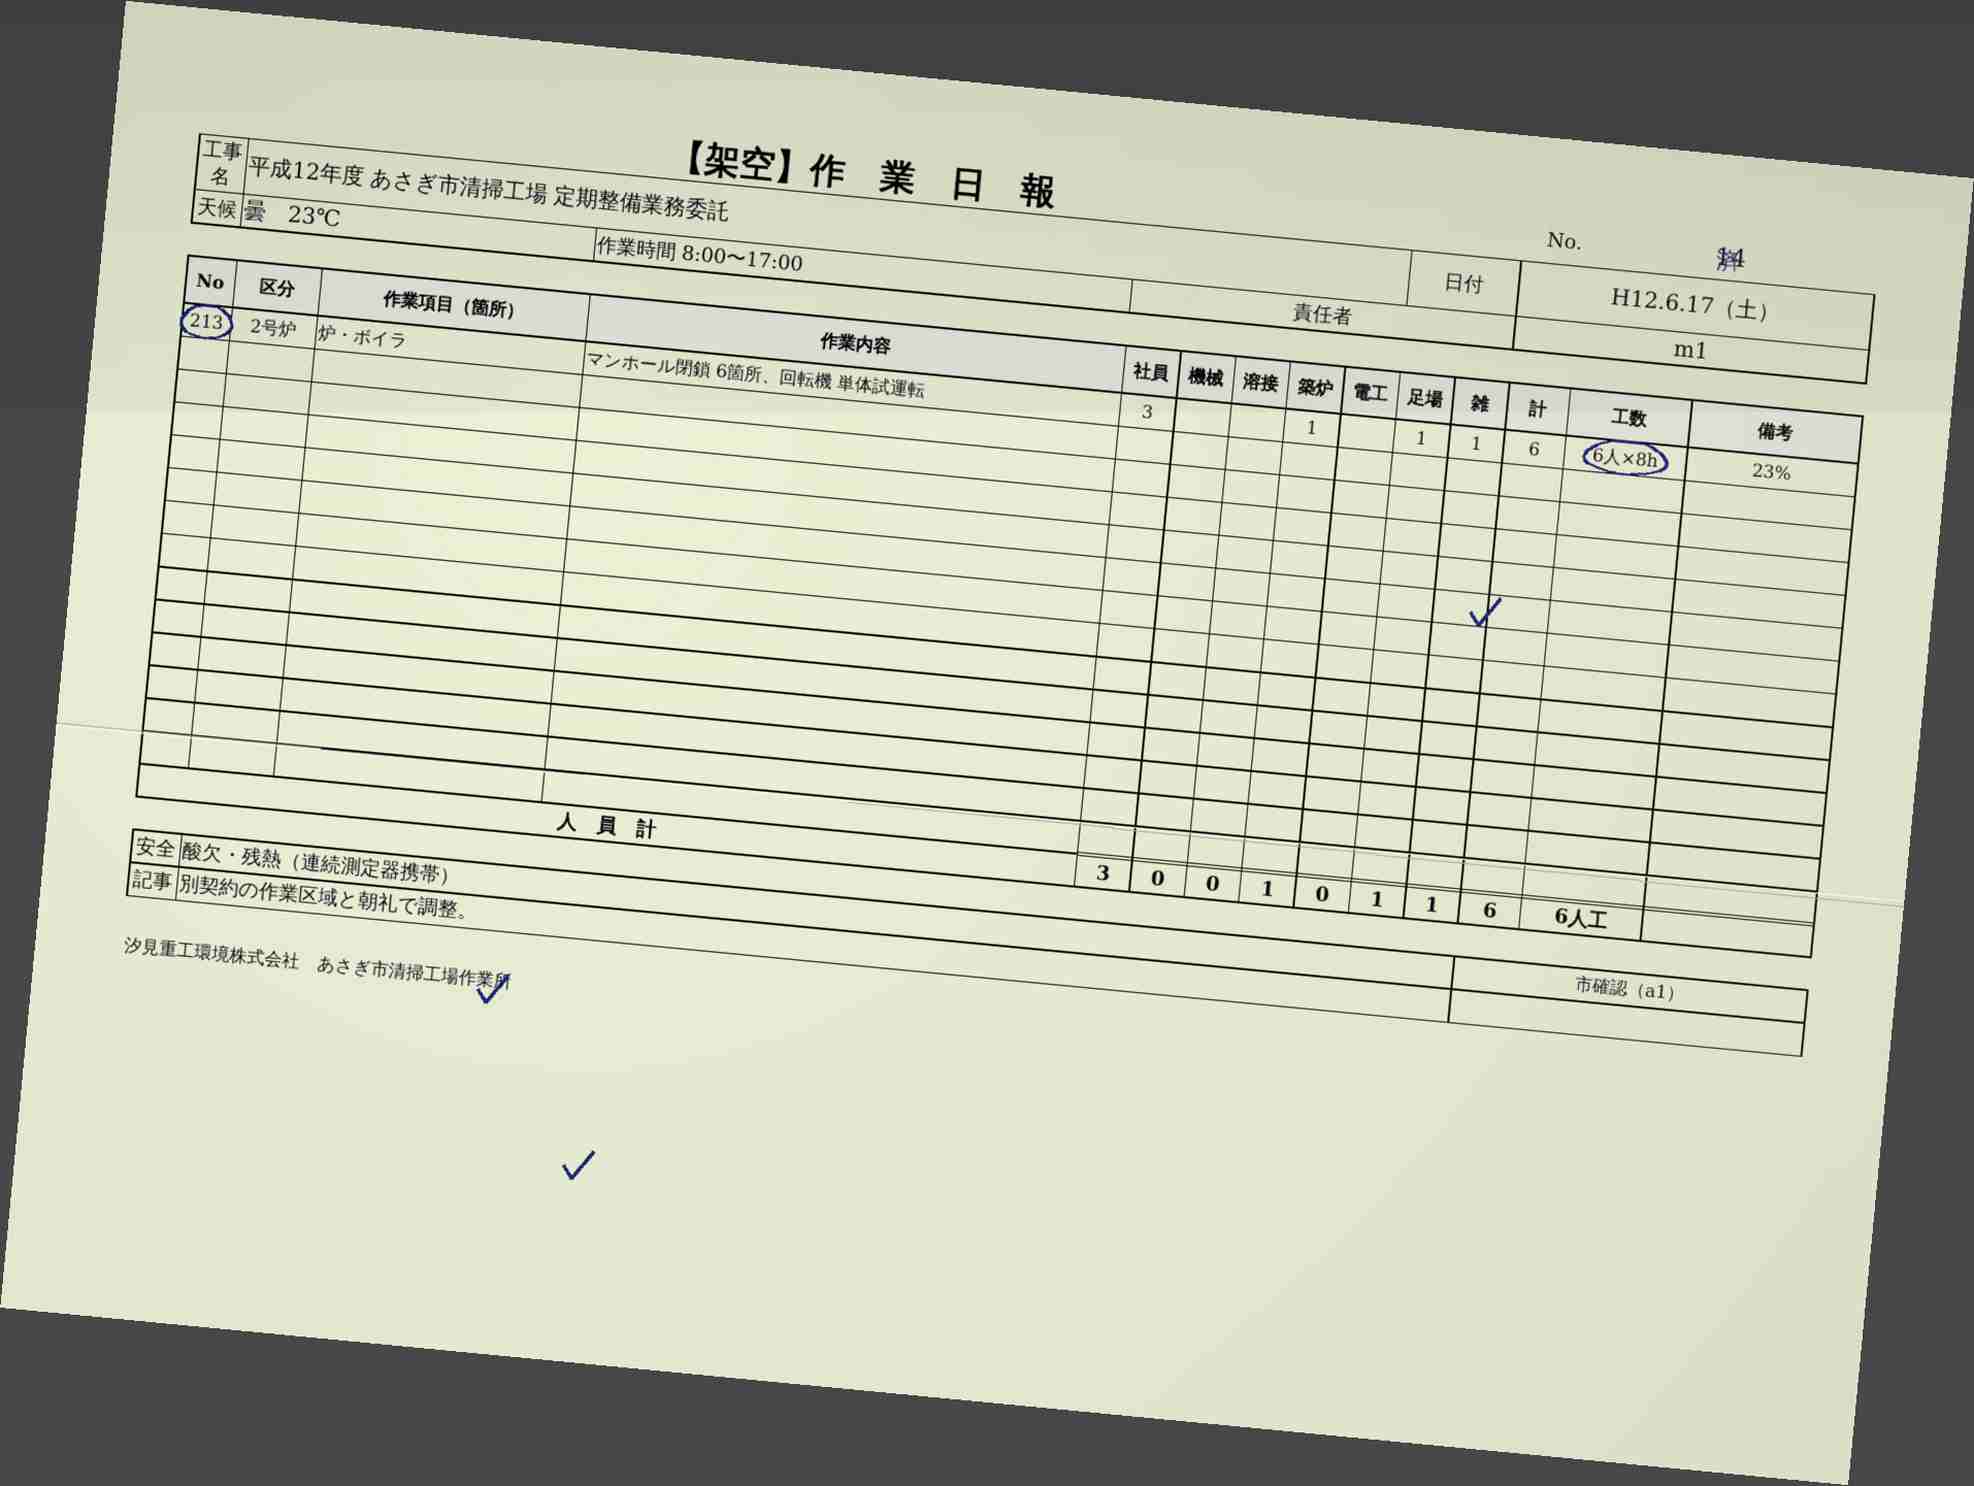 【架空】作　業　日　報
No. 14
工事名 平成12年度 あさぎ市清掃工場 定期整備業務委託 日付 H12.6.17（土）
天候 曇　23℃ 作業時間 8:00〜17:00 責任者 m1
No 区分 作業項目（箇所） 作業内容 社員 機械 溶接 築炉 電工 足場 雑 計 工数 備考
213 2号炉 炉・ボイラ マンホール閉鎖 6箇所、回転機 単体試運転 3 1 1 1 6 6人×8h 23%
人　員　計 3 0 0 1 0 1 1 6 6人工
安全 酸欠・残熱（連続測定器携帯） 市確認（a1）
記事 別契約の作業区域と朝礼で調整。
汐見重工環境株式会社　あさぎ市清掃工場作業所